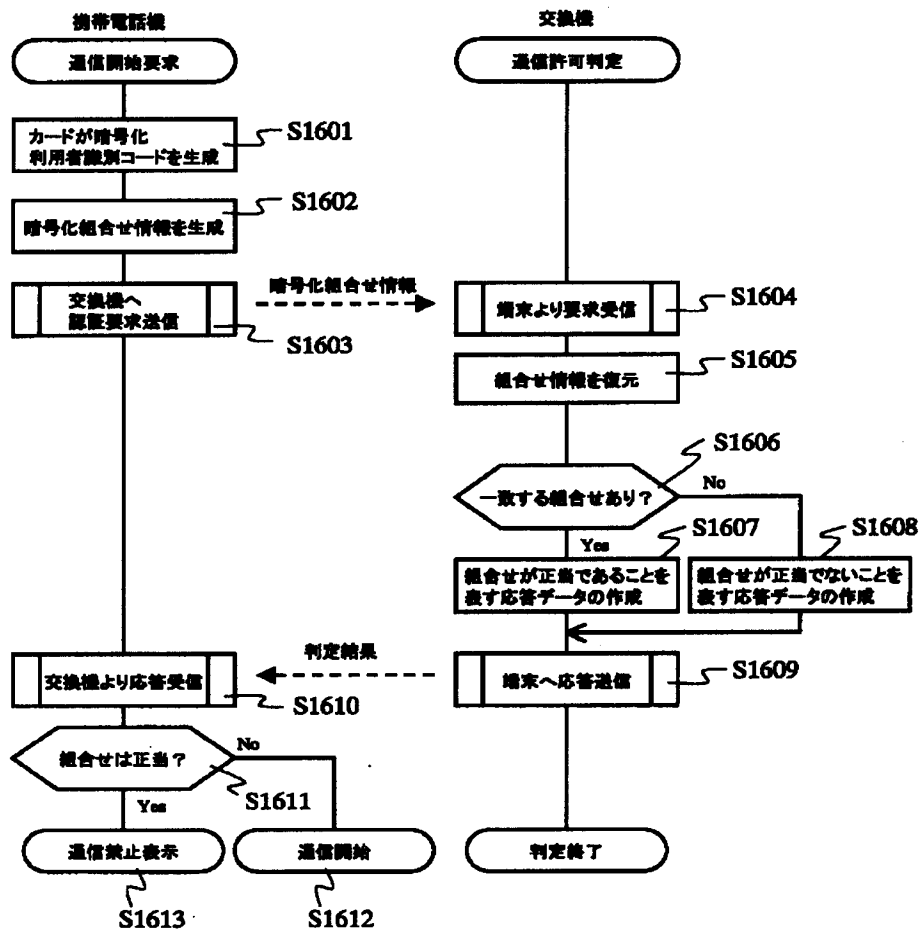 携帯電話機
通信開始要求
カードが暗号化
利用者識別コードを生成
S1601
暗号化組合せ情報を生成
S1602
交換機へ
認証要求送信
S1603
暗号化組合せ情報
交換機
通信許可判定
端末より要求受信
S1604
組合せ情報を復元
S1605
一致する組合せあり?
S1606
No
Yes
組合せが正当であることを
表す応答データの作成
S1607
組合せが正当でないことを
表す応答データの作成
S1608
端末へ応答送信
S1609
判定結果
交換機より応答受信
S1610
組合せは正当?
S1611
No
Yes
通信禁止表示
S1613
通信開始
S1612
判定終了